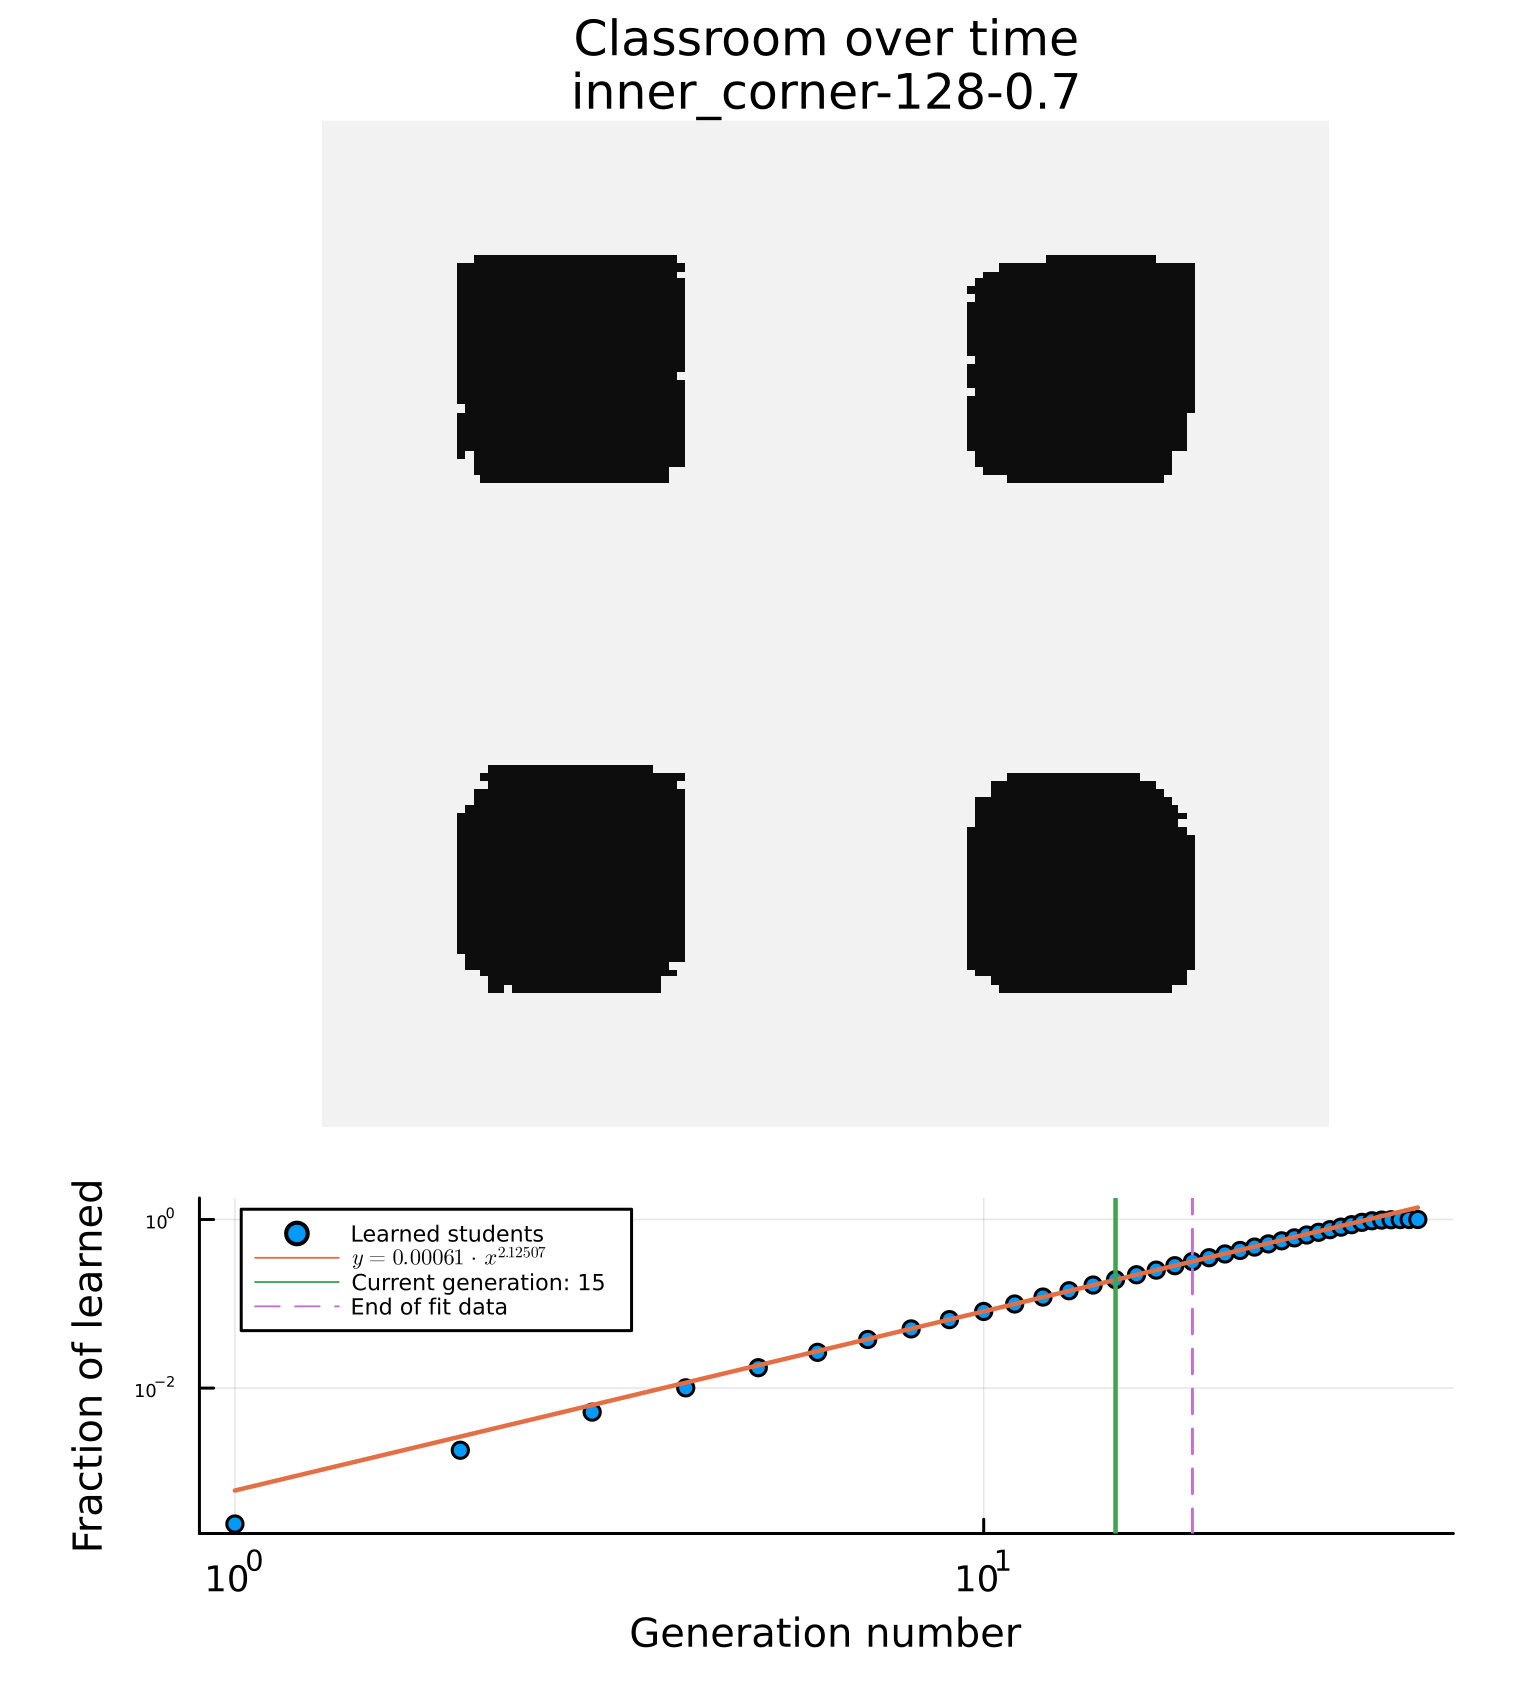 Classroom over time
inner_corner-128-0.7
Fraction of learned
10⁰
10⁻²
Learned students
y = 0.00061 · x^2.12507
Current generation: 15
End of fit data
10⁰
10¹
Generation number